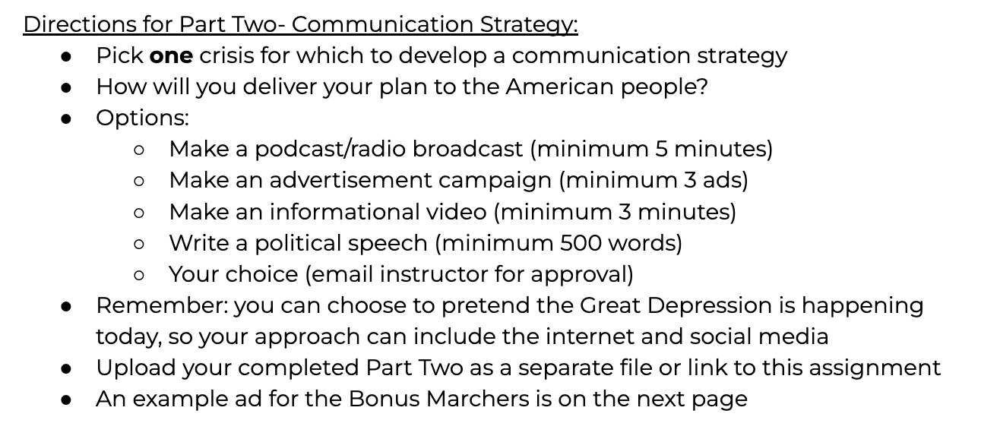 Directions for Part Two- Communication Strategy:
● Pick one crisis for which to develop a communication strategy
● How will you deliver your plan to the American people?
● Options:
○ Make a podcast/radio broadcast (minimum 5 minutes)
○ Make an advertisement campaign (minimum 3 ads)
○ Make an informational video (minimum 3 minutes)
○ Write a political speech (minimum 500 words)
○ Your choice (email instructor for approval)
● Remember: you can choose to pretend the Great Depression is happening
today, so your approach can include the internet and social media
● Upload your completed Part Two as a separate file or link to this assignment
● An example ad for the Bonus Marchers is on the next page